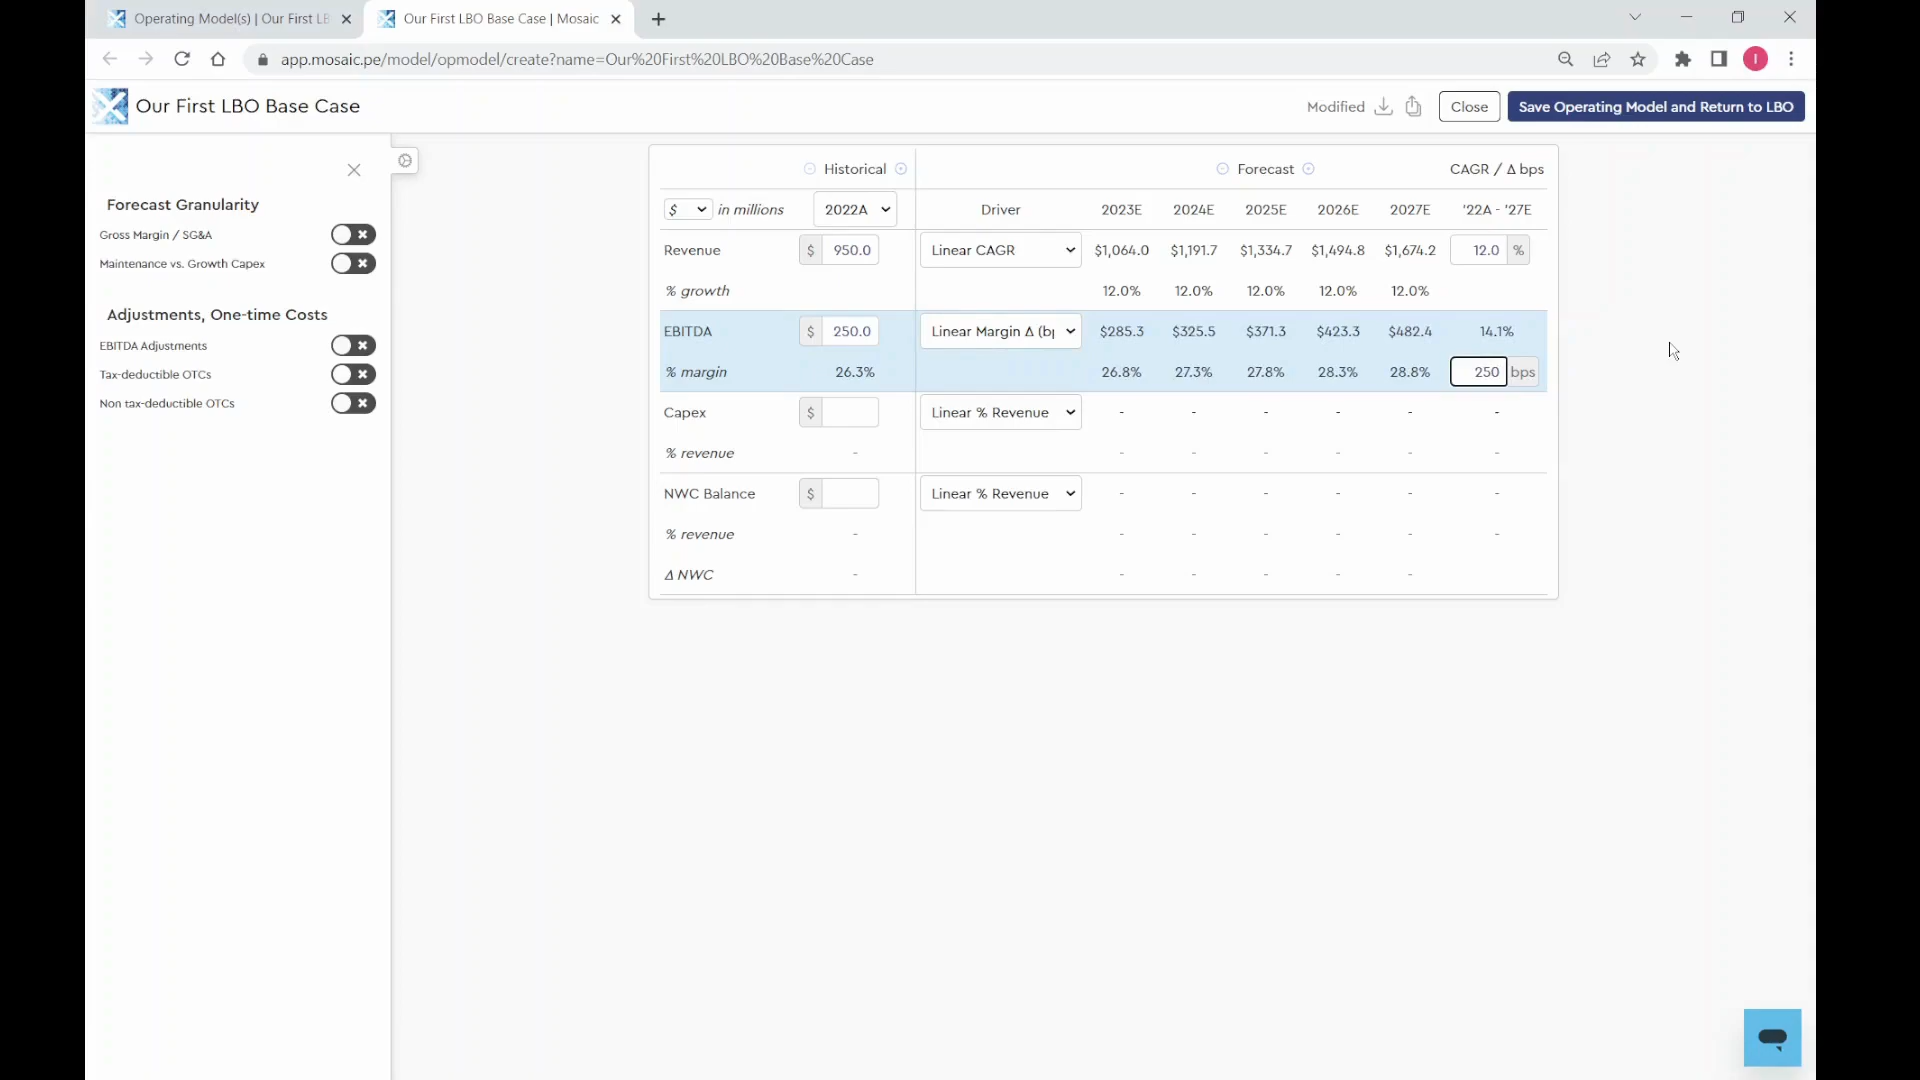 Operating Model(s) | Our First LB
Our First LBO Base Case | Mosaic
app.mosaic.pe/model/opmodel/create?name=Our%20First%20LBO%20Base%20Case
I
Our First LBO Base Case
Modified
Close
Save Operating Model and Return to LBO
Forecast Granularity
Gross Margin / SG&A
Maintenance vs. Growth Capex
Adjustments, One-time Costs
EBITDA Adjustments
Tax-deductible OTCs
Non tax-deductible OTCs
Historical Forecast CAGR / Δ bps
$ in millions 2022A Driver 2023E 2024E 2025E 2026E 2027E '22A - '27E
Revenue $ 950.0 Linear CAGR $1,064.0 $1,191.7 $1,334.7 $1,494.8 $1,674.2 12.0 %
% growth 12.0% 12.0% 12.0% 12.0% 12.0%
EBITDA $ 250.0 Linear Margin Δ (bp $285.3 $325.5 $371.3 $423.3 $482.4 14.1%
% margin 26.3% 26.8% 27.3% 27.8% 28.3% 28.8% 250 bps
Capex $ Linear % Revenue - - - - - -
% revenue - - - - - - -
NWC Balance $ Linear % Revenue - - - - - -
% revenue - - - - - - -
Δ NWC - - - - - -